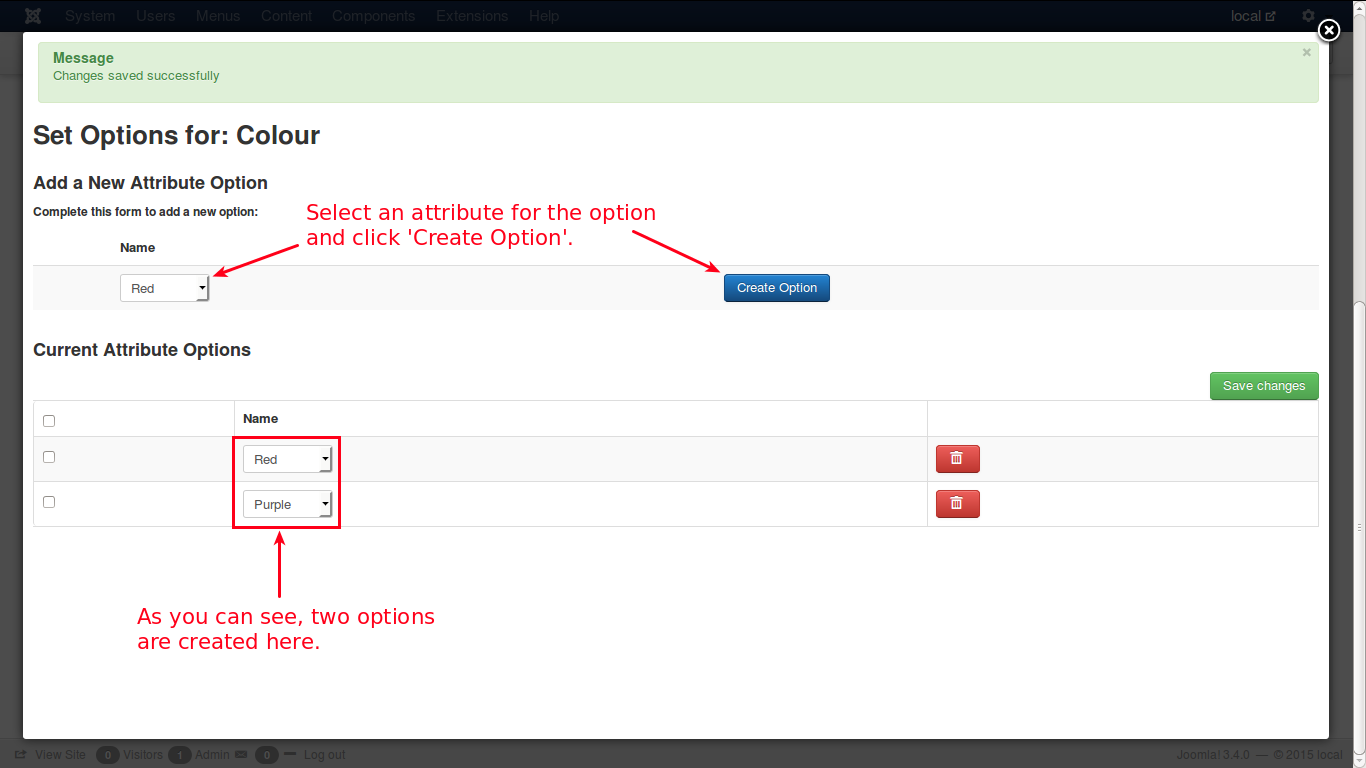 System Users Menus Content Components Extensions Help local
Message
×
Changes saved successfully
Set Options for: Colour
Add a New Attribute Option
Complete this form to add a new option:
Select an attribute for the option
and click 'Create Option'.
Name
Red
Create Option
Current Attribute Options
Save changes
Name
Red
Purple
As you can see, two options
are created here.
View Site 0 Visitors 1 Admin 0 Log out Joomla! 3.4.0 — © 2015 local